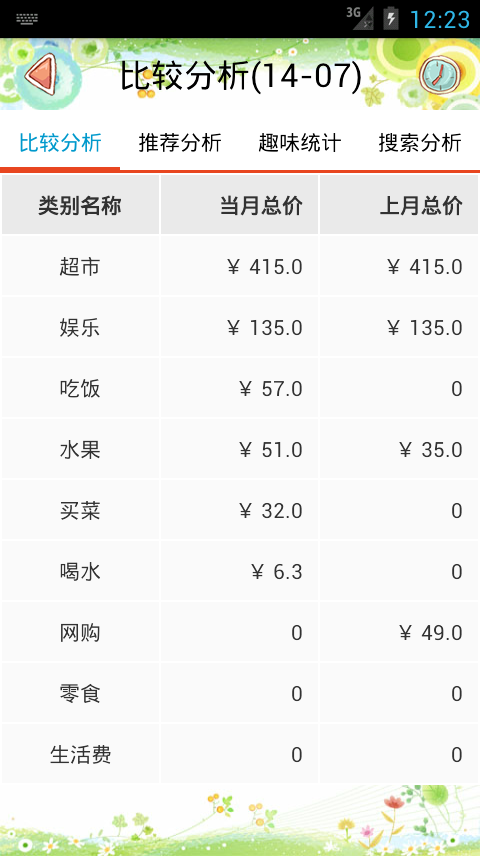 3G 12:23
比较分析(14-07)
比较分析 推荐分析 趣味统计 搜索分析
类别名称 当月总价 上月总价
超市 ￥ 415.0 ￥ 415.0
娱乐 ￥ 135.0 ￥ 135.0
吃饭 ￥ 57.0 0
水果 ￥ 51.0 ￥ 35.0
买菜 ￥ 32.0 0
喝水 ￥ 6.3 0
网购 0 ￥ 49.0
零食 0 0
生活费 0 0